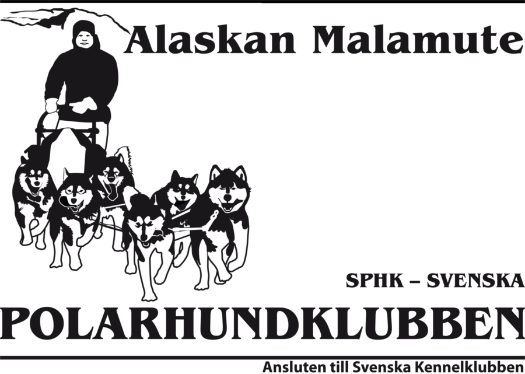 Alaskan Malamute
SPHK – SVENSKA
POLARHUNDKLUBBEN
Ansluten till Svenska Kennelklubben